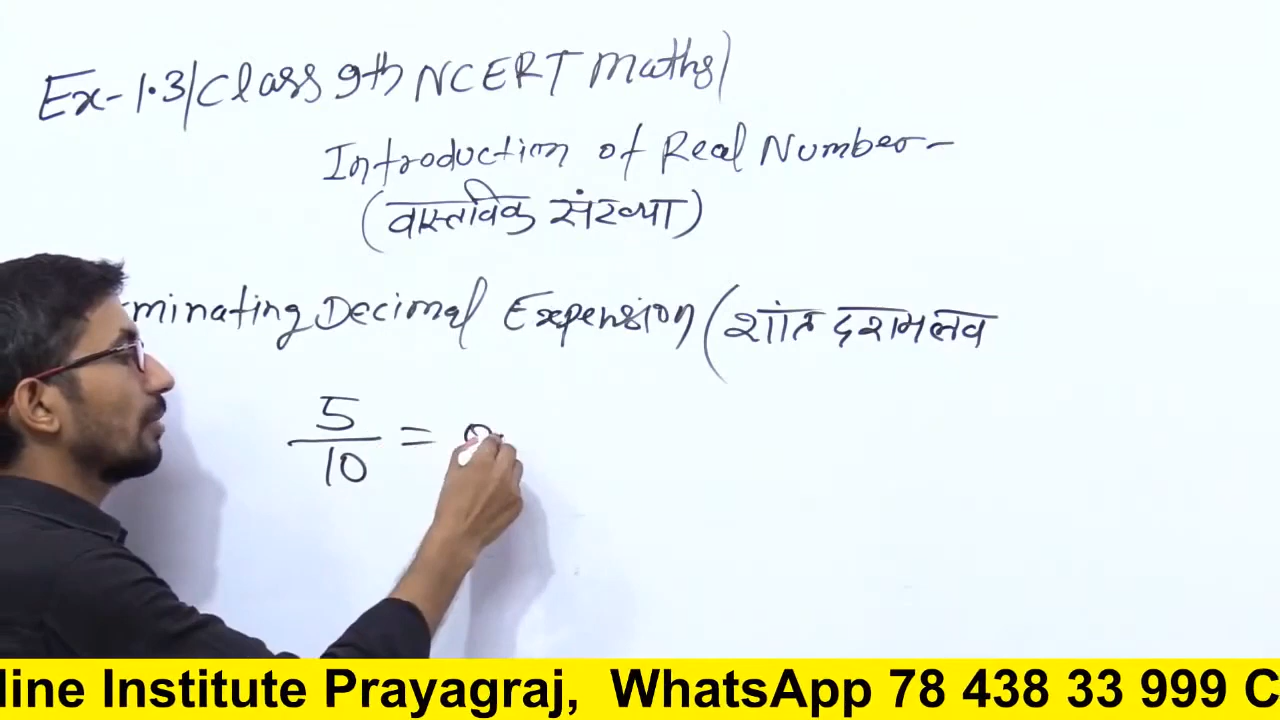 Ex-1.3/Class 9th NCERT Maths)
Introduction of Real Number-
(वास्तविक संख्या)
minating Decimal Expension (शांत दशमलव
5
10 = 0.
line Institute Prayagraj, WhatsApp 78 438 33 999 C